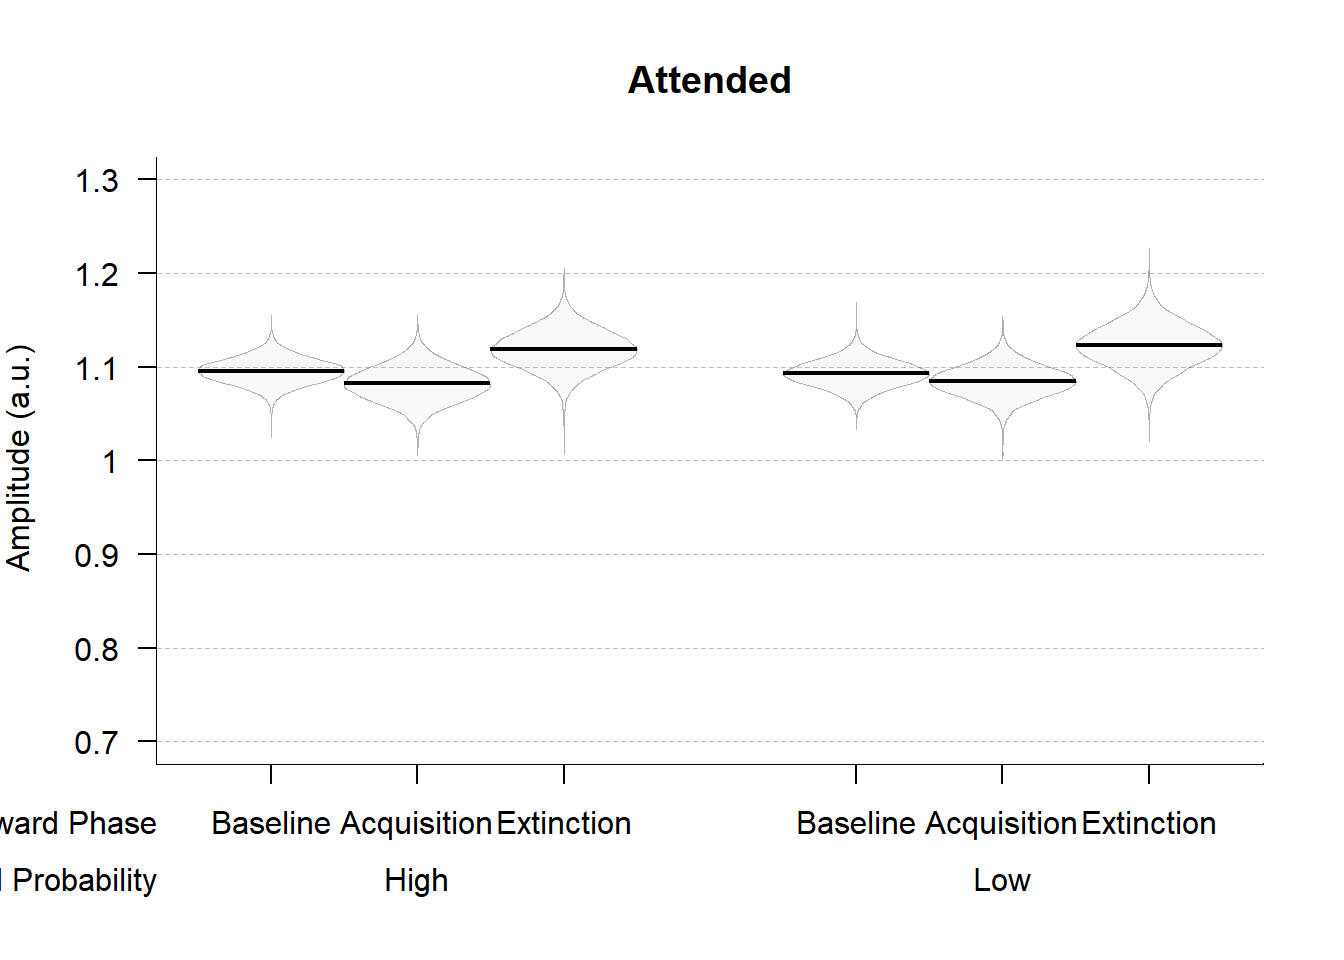 Attended
Amplitude (a.u.)
1.3
1.2
1.1
1
0.9
0.8
0.7
ward Phase Baseline Acquisition Extinction Baseline Acquisition Extinction
Probability High Low